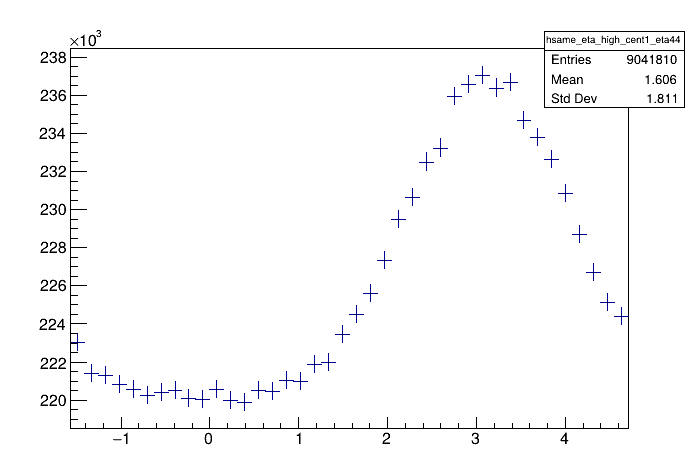 ×10³
hsame_eta_high_cent1_eta44
Entries 9041810
Mean 1.606
Std Dev 1.811
238
236
234
232
230
228
226
224
222
220
−1 0 1 2 3 4